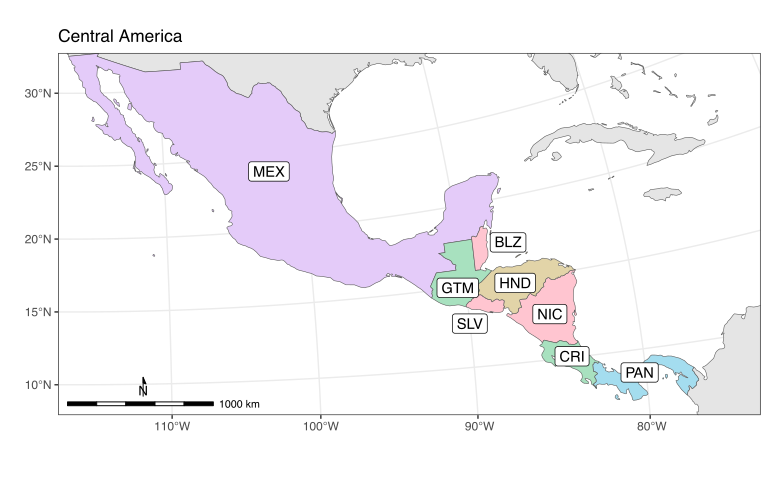 Central America
30°N
25°N
20°N
15°N
10°N
MEX
BLZ
GTM
HND
SLV
NIC
CRI
PAN
N
1000 km
110°W
100°W
90°W
80°W